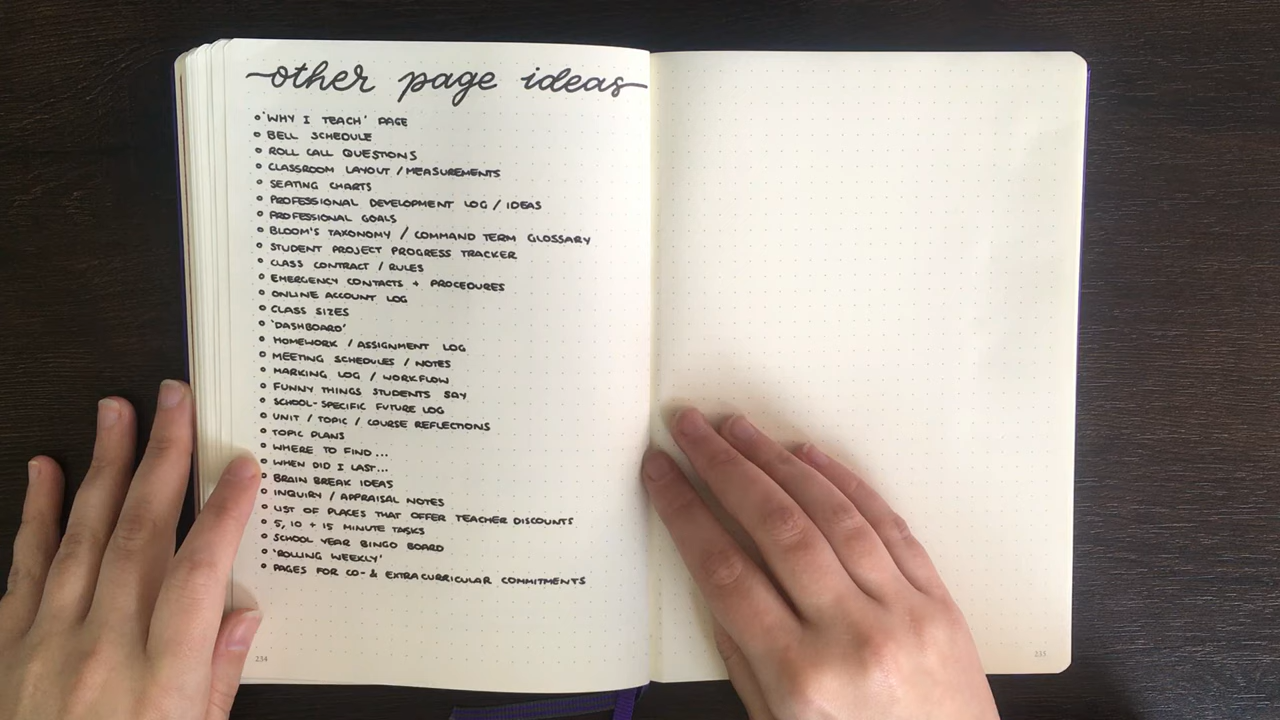 other page ideas
° 'WHY I TEACH' PAGE
° BELL SCHEDULE
° ROLL CALL QUESTIONS
° CLASSROOM LAYOUT / MEASUREMENTS
° SEATING CHARTS
° PROFESSIONAL DEVELOPMENT LOG / IDEAS
° PROFESSIONAL GOALS
° BLOOM'S TAXONOMY / COMMAND TERM GLOSSARY
° STUDENT PROJECT PROGRESS TRACKER
° CLASS CONTRACT / RULES
° EMERGENCY CONTACTS + PROCEDURES
° ONLINE ACCOUNT LOG
° CLASS SIZES
° 'DASHBOARD'
° HOMEWORK / ASSIGNMENT LOG
° MEETING SCHEDULES / NOTES
° MARKING LOG / WORKFLOW
° FUNNY THINGS STUDENTS SAY
° SCHOOL-SPECIFIC FUTURE LOG
° UNIT / TOPIC / COURSE REFLECTIONS
° TOPIC PLANS
° WHERE TO FIND...
° WHEN DID I LAST...
° BRAIN BREAK IDEAS
° INQUIRY / APPRAISAL NOTES
° LIST OF PLACES THAT OFFER TEACHER DISCOUNTS
° 5, 10 + 15 MINUTE TASKS
° SCHOOL YEAR BINGO BOARD
° 'ROLLING WEEKLY'
° PAGES FOR CO- & EXTRACURRICULAR COMMITMENTS
234
235